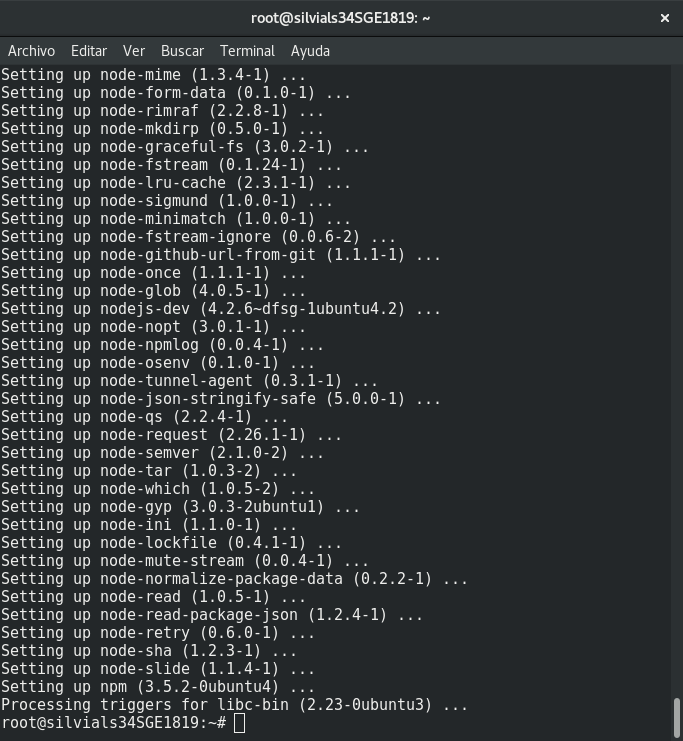 root@silvials34SGE1819: ~
Archivo Editar Ver Buscar Terminal Ayuda
Setting up node-mime (1.3.4-1) ...
Setting up node-form-data (0.1.0-1) ...
Setting up node-rimraf (2.2.8-1) ...
Setting up node-mkdirp (0.5.0-1) ...
Setting up node-graceful-fs (3.0.2-1) ...
Setting up node-fstream (0.1.24-1) ...
Setting up node-lru-cache (2.3.1-1) ...
Setting up node-sigmund (1.0.0-1) ...
Setting up node-minimatch (1.0.0-1) ...
Setting up node-fstream-ignore (0.0.6-2) ...
Setting up node-github-url-from-git (1.1.1-1) ...
Setting up node-once (1.1.1-1) ...
Setting up node-glob (4.0.5-1) ...
Setting up nodejs-dev (4.2.6~dfsg-1ubuntu4.2) ...
Setting up node-nopt (3.0.1-1) ...
Setting up node-npmlog (0.0.4-1) ...
Setting up node-osenv (0.1.0-1) ...
Setting up node-tunnel-agent (0.3.1-1) ...
Setting up node-json-stringify-safe (5.0.0-1) ...
Setting up node-qs (2.2.4-1) ...
Setting up node-request (2.26.1-1) ...
Setting up node-semver (2.1.0-2) ...
Setting up node-tar (1.0.3-2) ...
Setting up node-which (1.0.5-2) ...
Setting up node-gyp (3.0.3-2ubuntu1) ...
Setting up node-ini (1.1.0-1) ...
Setting up node-lockfile (0.4.1-1) ...
Setting up node-mute-stream (0.0.4-1) ...
Setting up node-normalize-package-data (0.2.2-1) ...
Setting up node-read (1.0.5-1) ...
Setting up node-read-package-json (1.2.4-1) ...
Setting up node-retry (0.6.0-1) ...
Setting up node-sha (1.2.3-1) ...
Setting up node-slide (1.1.4-1) ...
Setting up npm (3.5.2-0ubuntu4) ...
Processing triggers for libc-bin (2.23-0ubuntu3) ...
root@silvials34SGE1819:~#